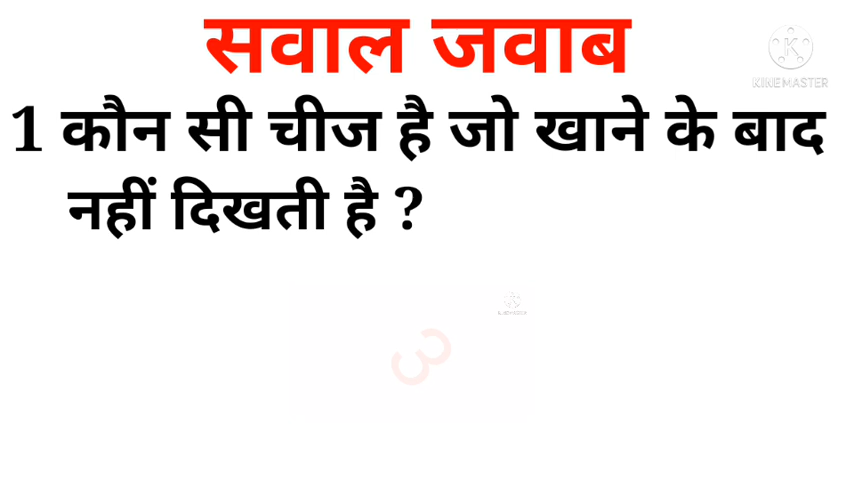 सवाल जवाब
KINEMASTER
1 कौन सी चीज है जो खाने के बाद
नहीं दिखती है ?
3